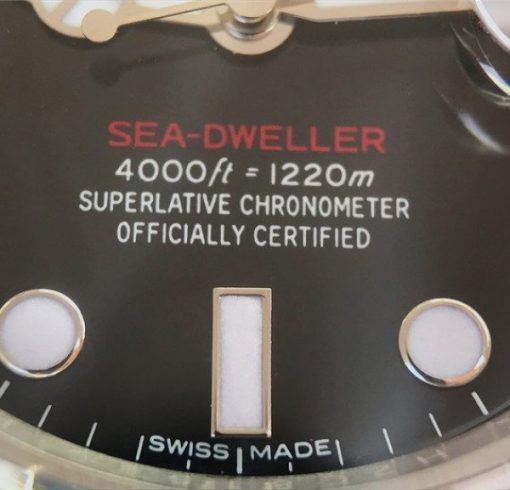 SEA-DWELLER
4000ft = 1220m
SUPERLATIVE CHRONOMETER
OFFICIALLY CERTIFIED
SWISS MADE